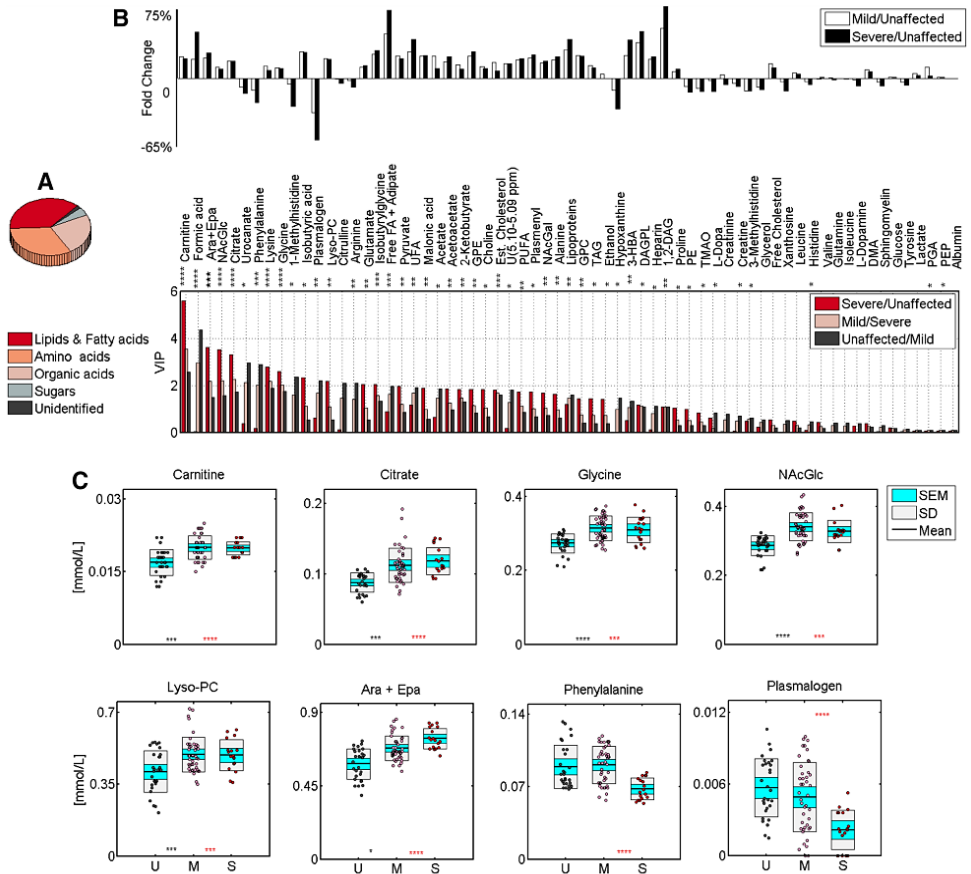 B
75%
0
-65%
Fold Change
Mild/Unaffected
Severe/Unaffected
A
Lipids & Fatty acids
Amino acids
Organic acids
Sugars
Unidentified
Carnitine
Formic acid
Ara+Epa
NAcGlc
Citrate
Urocanate
Phenylalanine
Lysine
Glycine
1-Methylhistidine
Isobutyric acid
Plasmalogen
Lyso-PC
Citrulline
Arginine
Glutamate
Isobutyrylglycine
Free FA + Adipate
Pyruvate
UFA
Malonic acid
Acetate
Acetoacetate
2-Ketobutyrate
GPE
Choline
Est. Cholesterol
U(5.10-5.09 ppm)
PUFA
Plasmenyl
NAcGal
Alanine
Lipoproteins
GPC
TAG
Ethanol
Hypoxanthine
3-HBA
DAGPL
1,2-DAG
Proline
PE
TMAO
L-Dopa
Creatinine
Creatine
3-Methylhistidine
Glycerol
Free Cholesterol
Xanthosine
Leucine
Histidine
Valine
Isoleucine
L-Dopamine
DMA
Sphingomyelin
Glucose
Tyrosine
Lactate
PGA
PEP
Albumin
6
4
2
0
VIP
Severe/Unaffected
Mild/Severe
Unaffected/Mild
C
Carnitine
0.03
0.015
0
[mmol/L]
*** ****
Citrate
0.2
0.1
0
*** ****
Glycine
0.4
0.2
0
**** ***
NAcGlc
0.4
0.2
0
**** ***
SEM
SD
Mean
Lyso-PC
0.7
0.35
0
[mmol/L]
*** ***
U M S
Ara + Epa
0.9
0.45
0
* ****
U M S
Phenylalanine
0.14
0.07
0
****
U M S
Plasmalogen
0.012
0.006
0
****
U M S